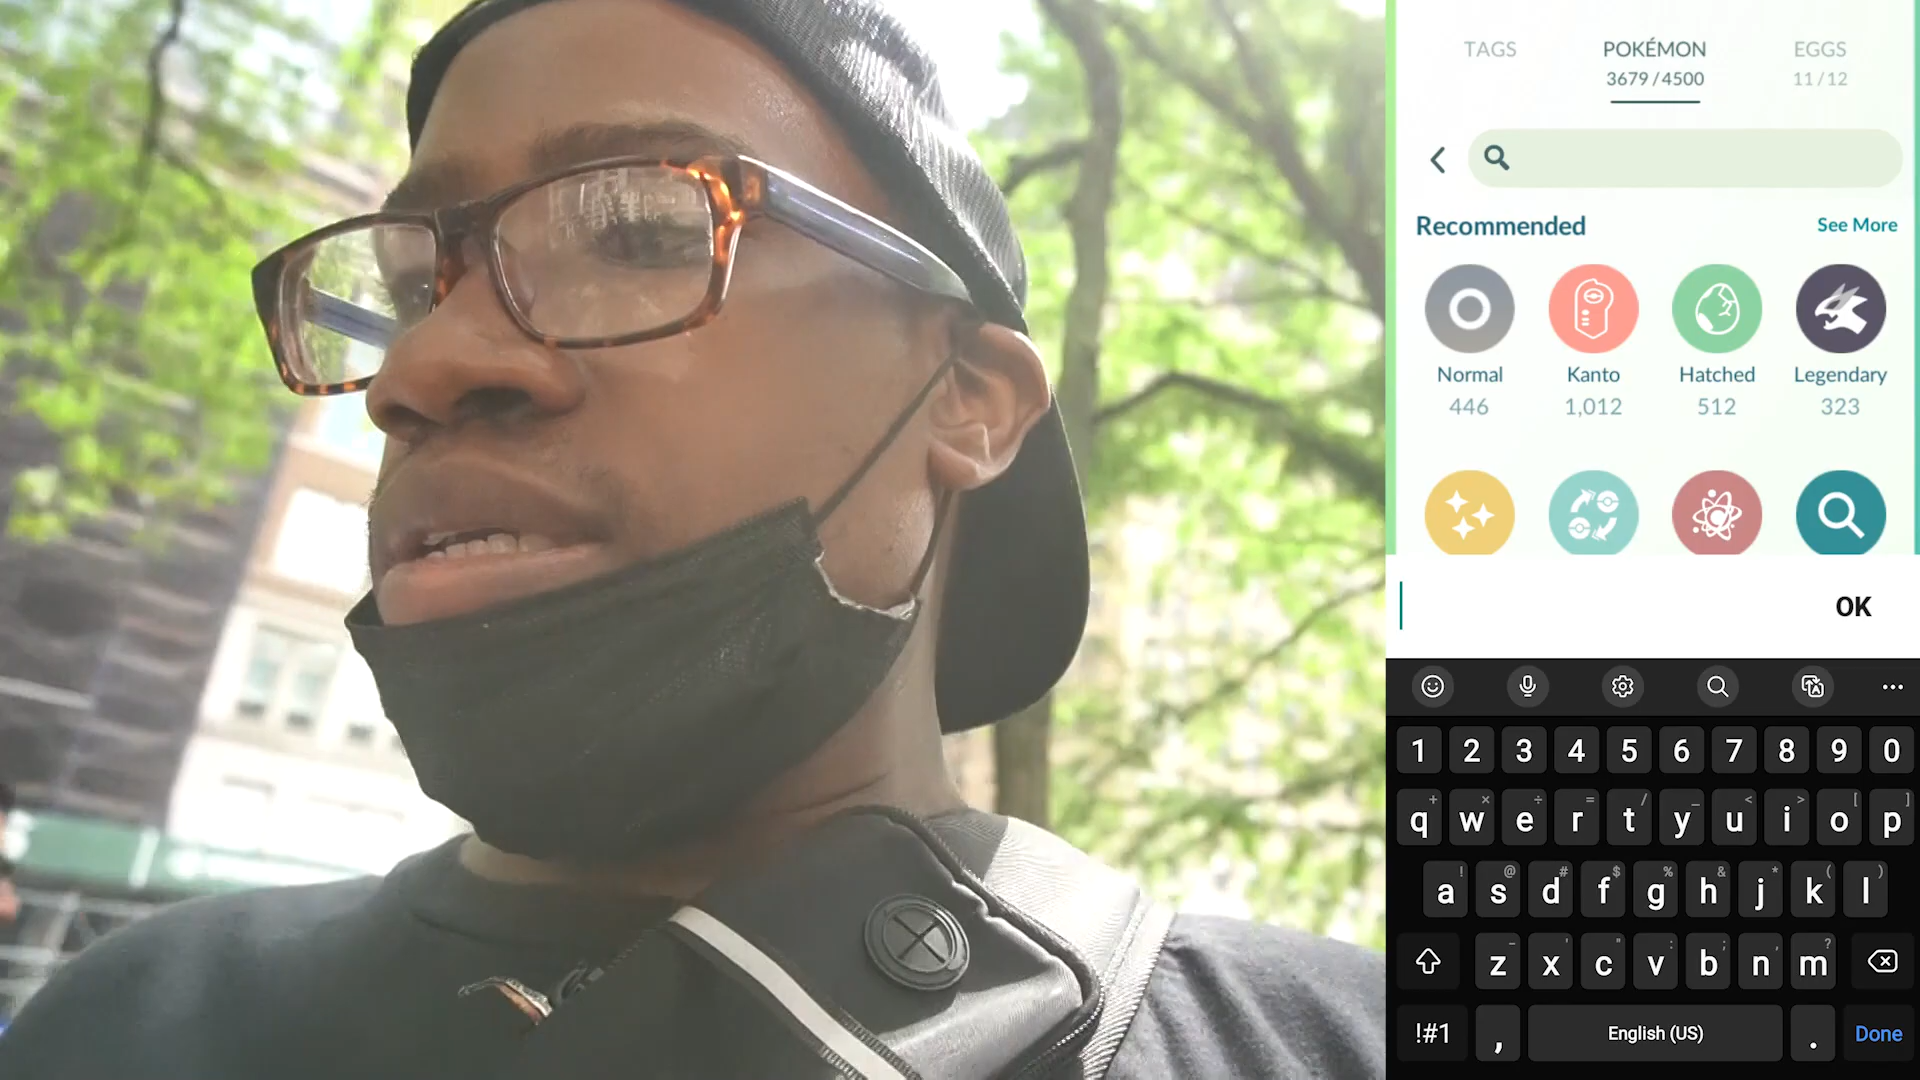 TAGS POKÉMON EGGS
3679 / 4500 11 / 12
Recommended See More
Normal Kanto Hatched Legendary
446 1,012 512 323
OK
1 2 3 4 5 6 7 8 9 0
+ × ÷ = / _ < > [ ]
q w e r t y u i o p
! @ # $ % & * ( )
a s d f g h j k l
- ' " : ; , ?
z x c v b n m
!#1 , English (US) . Done